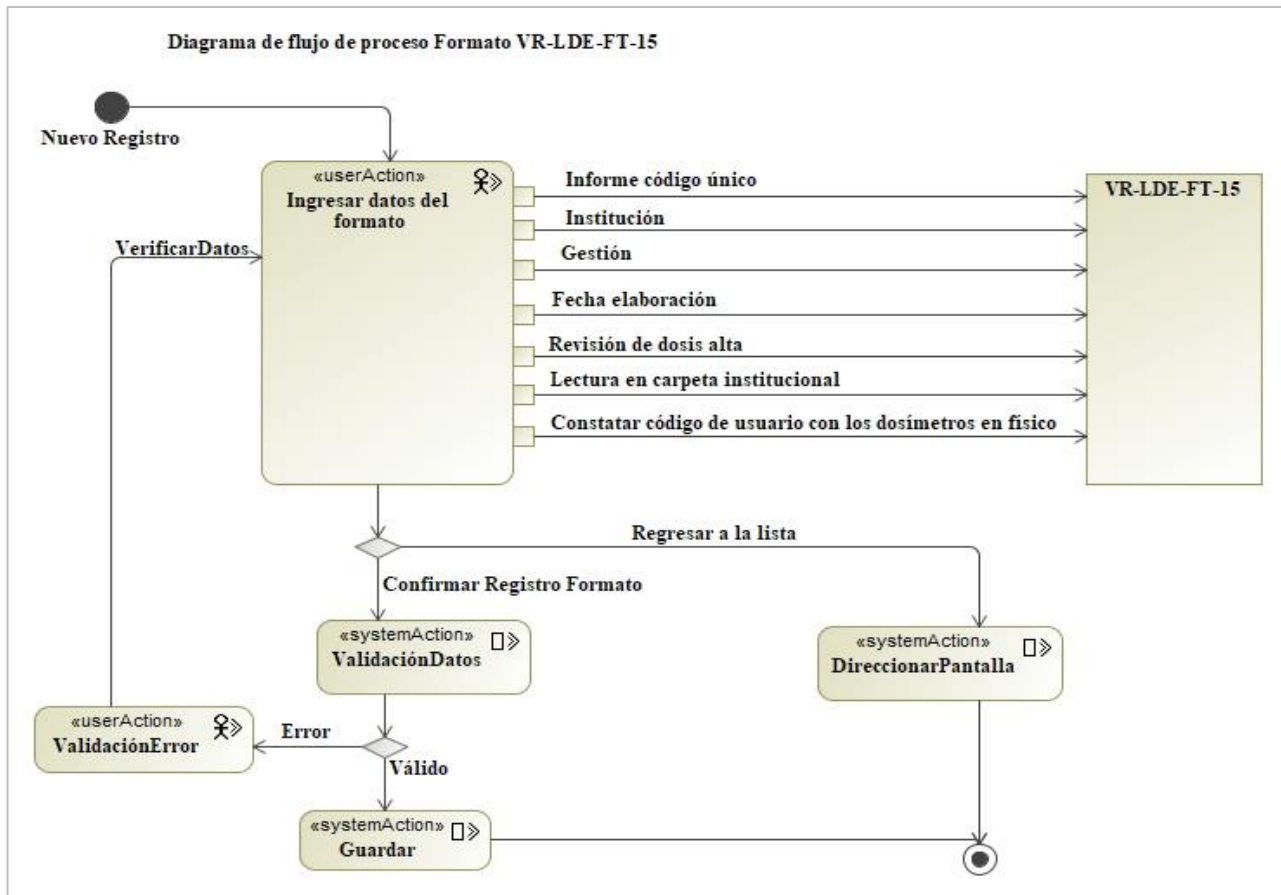 Diagrama de flujo de proceso Formato VR-LDE-FT-15
Nuevo Registro
«userAction»
Ingresar datos del
formato
Informe código único
Institución
Gestión
Fecha elaboración
Revisión de dosis alta
Lectura en carpeta institucional
Constatar código de usuario con los dosímetros en físico
VR-LDE-FT-15
VerificarDatos
Regresar a la lista
Confirmar Registro Formato
«systemAction»
ValidaciónDatos
«systemAction»
DireccionarPantalla
«userAction»
ValidaciónError
Error
Válido
«systemAction»
Guardar